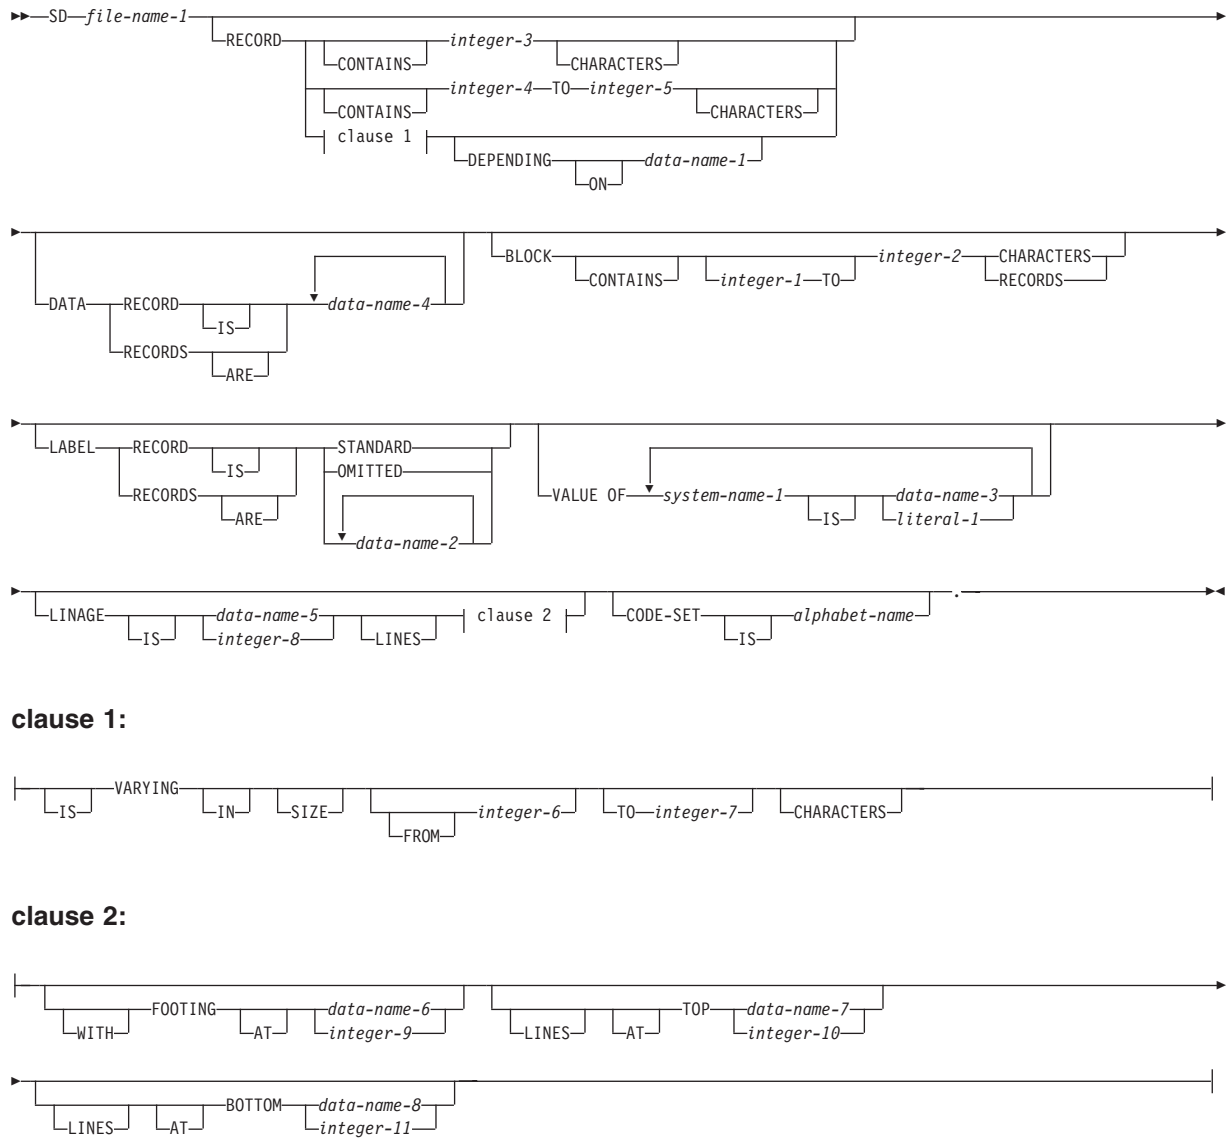 SD file-name-1
RECORD integer-3
CONTAINS CHARACTERS
integer-4 TO integer-5
CONTAINS CHARACTERS
clause 1
DEPENDING data-name-1
ON
BLOCK integer-2 CHARACTERS
CONTAINS integer-1 TO RECORDS
DATA RECORD data-name-4
IS
RECORDS
ARE
LABEL RECORD STANDARD
IS OMITTED
RECORDS VALUE OF system-name-1 data-name-3
ARE IS literal-1
data-name-2
.
LINAGE data-name-5 clause 2 CODE-SET alphabet-name
IS integer-8 LINES IS
clause 1:
VARYING
IS IN SIZE integer-6 TO integer-7 CHARACTERS
FROM
clause 2:
FOOTING data-name-6 TOP data-name-7
WITH AT integer-9 LINES AT integer-10
BOTTOM data-name-8
LINES AT integer-11